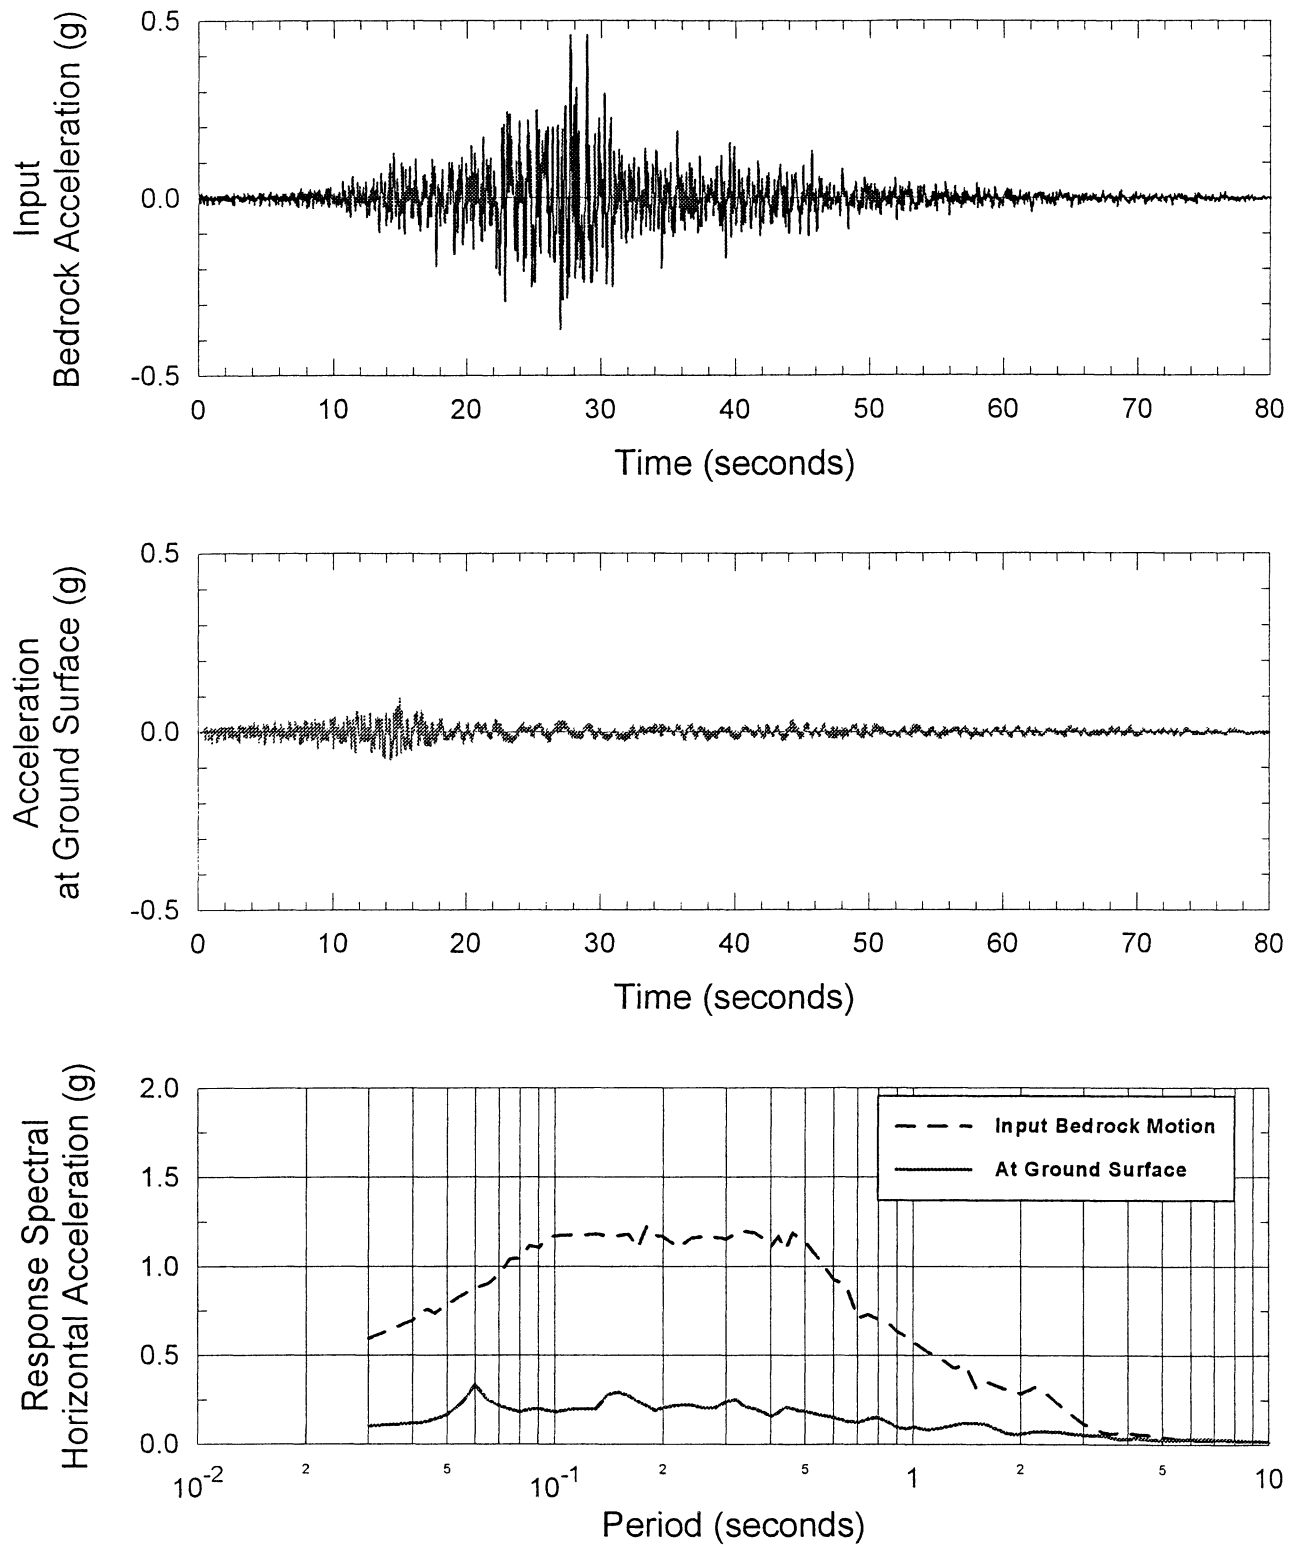 Input
Bedrock Acceleration (g)
0.5
0.0
-0.5
0 10 20 30 40 50 60 70 80
Time (seconds)
Acceleration
at Ground Surface (g)
0.5
0.0
-0.5
0 10 20 30 40 50 60 70 80
Time (seconds)
Response Spectral
Horizontal Acceleration (g)
2.0
1.5
1.0
0.5
0.0
Input Bedrock Motion
At Ground Surface
10-2 2 5 10-1 2 5 1 2 5 10
Period (seconds)